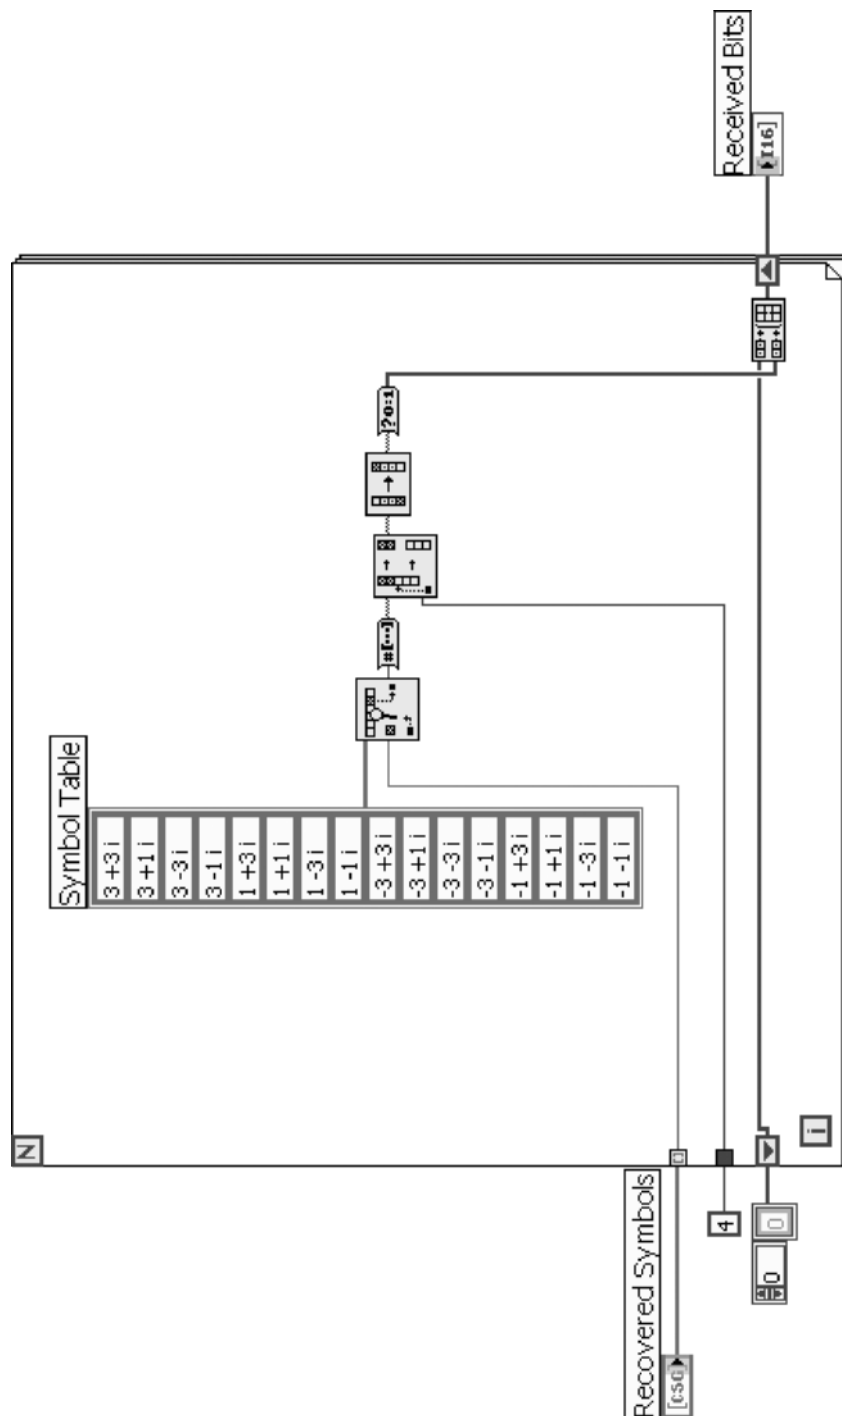 Symbol Table
3 +3 i
3 +1 i
3 -3 i
3 -1 i
1 +3 i
1 +1 i
1 -3 i
1 -1 i
-3 +3 i
-3 +1 i
-3 -3 i
-3 -1 i
-1 +3 i
-1 +1 i
-1 -3 i
-1 -1 i
N
#[...]
]?0:1
Received Bits
[I16]
Recovered Symbols
[CSG]
4
0
0
i